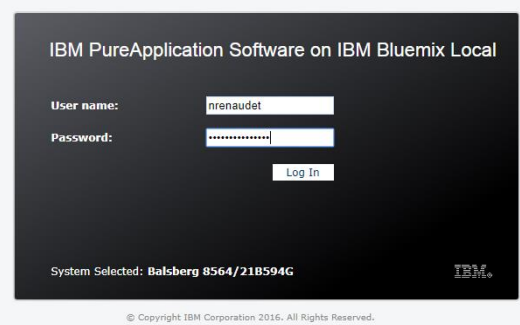 IBM PureApplication Software on IBM Bluemix Local
User name: nrenaudet
Password: •••••••••••••••
Log In
System Selected: Balsberg 8564/21B594G
IBM®
© Copyright IBM Corporation 2016. All Rights Reserved.